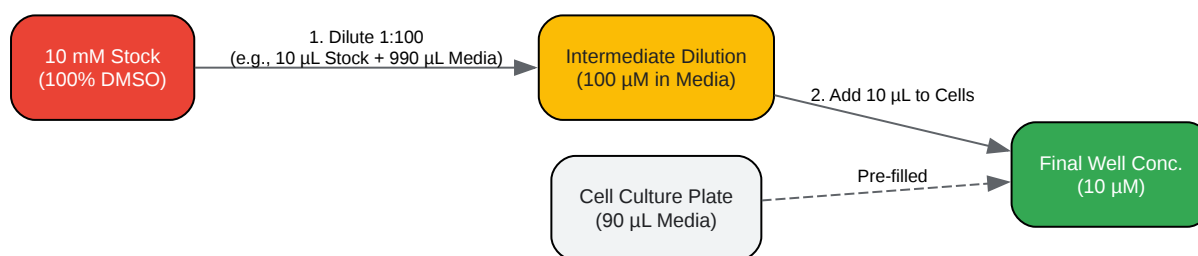 10 mM Stock
(100% DMSO)
1. Dilute 1:100
(e.g., 10 µL Stock + 990 µL Media)
Intermediate Dilution
(100 µM in Media)
2. Add 10 µL to Cells
Cell Culture Plate
(90 µL Media)
Pre-filled
Final Well Conc.
(10 µM)